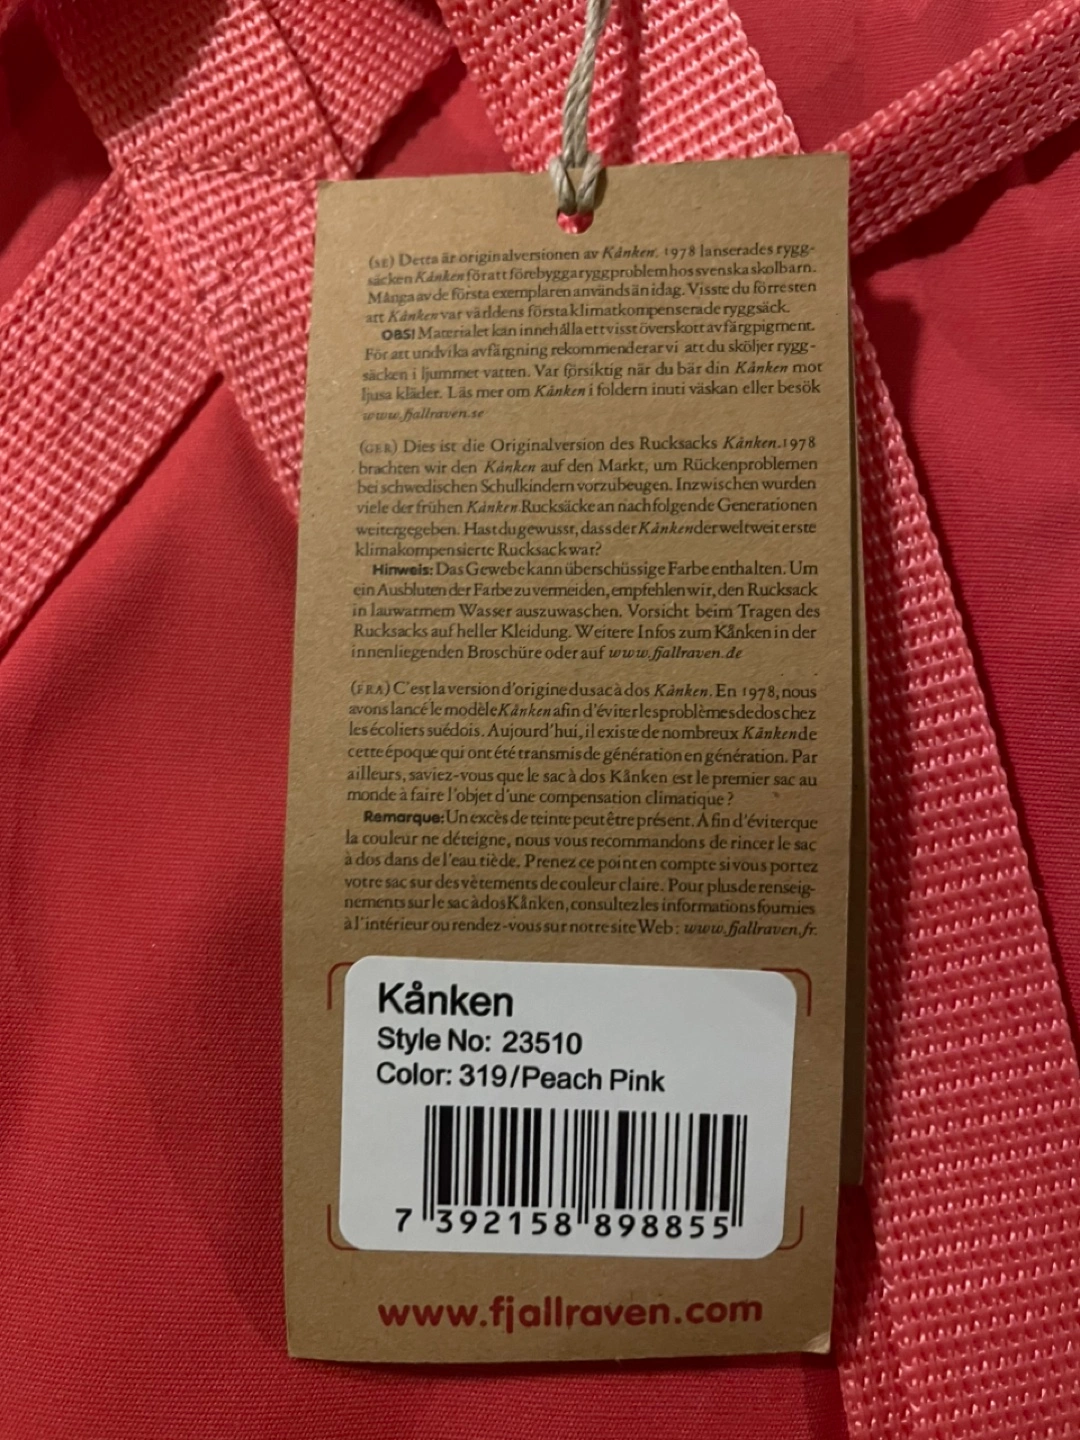 (SE) Detta är originalversionen av Kånken. 1978 lanserades rygg-
säcken Kånken för att förebygga ryggproblem hos svenska skolbarn.
Många av de första exemplaren används än idag. Visste du förresten
att Kånken var världens första klimatkompenserade ryggsäck.
OBS! Materialet kan innehålla ett visst överskott av färgpigment.
För att undvika avfärgning rekommenderar vi att du sköljer rygg-
säcken i ljummet vatten. Var försiktig när du bär din Kånken mot
ljusa kläder. Läs mer om Kånken i foldern inuti väskan eller besök
www.fjallraven.se
(GER) Dies ist die Originalversion des Rucksacks Kånken.1978
brachten wir den Kånken auf den Markt, um Rückenproblemen
bei schwedischen Schulkindern vorzubeugen. Inzwischen wurden
viele der frühen Kånken Rucksäcke an nachfolgende Generationen
weitergegeben. Hast du gewusst, dass der Kånken der weltweit erste
klimakompensierte Rucksack war?
Hinweis: Das Gewebe kann überschüssige Farbe enthalten. Um
ein Ausbluten der Farbe zu vermeiden, empfehlen wir, den Rucksack
in lauwarmem Wasser auszuwaschen. Vorsicht beim Tragen des
Rucksacks auf heller Kleidung. Weitere Infos zum Kånken in der
innenliegenden Broschüre oder auf www.fjallraven.de
(FRA) C'est la version d'origine du sac à dos Kånken. En 1978, nous
avons lancé le modèle Kånken afin d'éviter les problèmes de dos chez
les écoliers suédois. Aujourd'hui, il existe de nombreux Kånken de
cette époque qui ont été transmis de génération en génération. Par
ailleurs, saviez-vous que le sac à dos Kånken est le premier sac au
monde à faire l'objet d'une compensation climatique ?
Remarque: Un excès de teinte peut être présent. Afin d'éviter que
la couleur ne déteigne, nous vous recommandons de rincer le sac
à dos dans de l'eau tiède. Prenez ce point en compte si vous portez
votre sac sur des vètements de couleur claire. Pour plus de renseig-
nements sur le sac à dos Kånken, consultez les informations fournies
à l'intérieur ou rendez-vous sur notre site Web : www.fjallraven.fr.
Kånken
Style No: 23510
Color: 319/Peach Pink
7 392158 898855
www.fjallraven.com